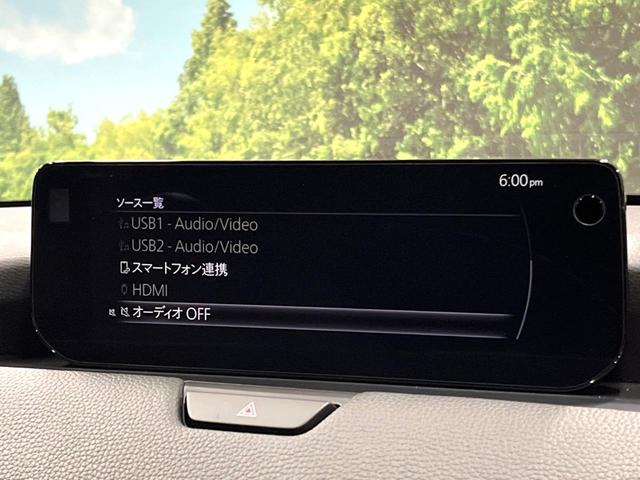 6:00pm
ソース一覧
USB1 - Audio/Video
USB2 - Audio/Video
スマートフォン連携
HDMI
オーディオ OFF